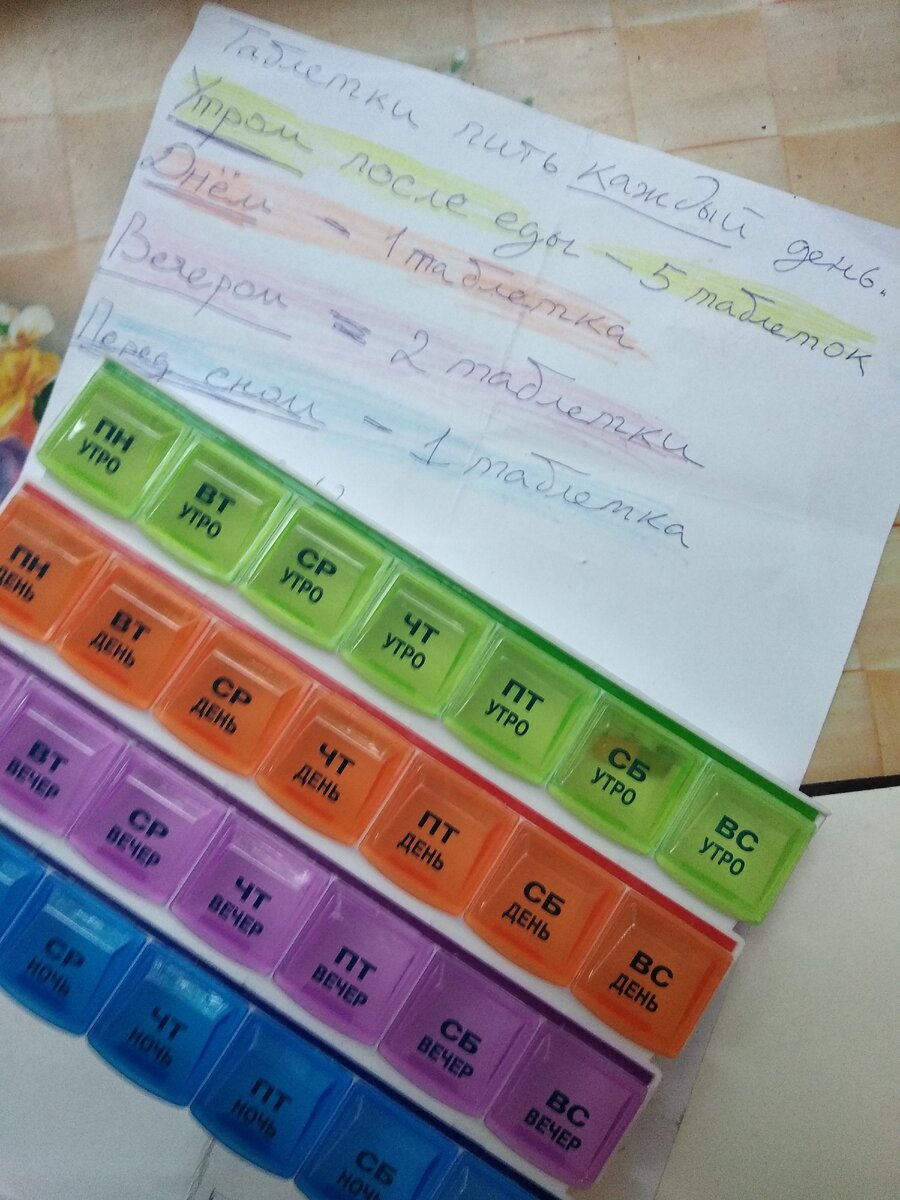 Таблетки пить каждый день.
Утром после еды - 5 таблеток
Днём - 1 таблетка
Вечером = 2 таблетки
Перед сном - 1 таблетка
ПН
УТРО
ВТ
УТРО
СР
УТРО
ЧТ
УТРО
ПТ
УТРО
СБ
УТРО
ВС
УТРО
ПН
ДЕНЬ
ВТ
ДЕНЬ
СР
ДЕНЬ
ЧТ
ДЕНЬ
ПТ
ДЕНЬ
СБ
ДЕНЬ
ВС
ДЕНЬ
ВТ
ВЕЧЕР
СР
ВЕЧЕР
ЧТ
ВЕЧЕР
ПТ
ВЕЧЕР
СБ
ВЕЧЕР
ВС
ВЕЧЕР
СР
НОЧЬ
ЧТ
НОЧЬ
ПТ
НОЧЬ
СБ
НОЧЬ